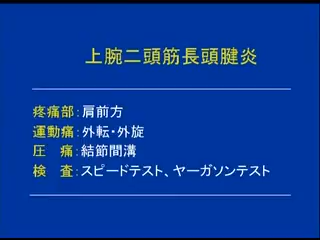 上腕二頭筋長頭腱炎
疼痛部：肩前方
運動痛：外転・外旋
圧　痛：結節間溝
検　査：スピードテスト、ヤーガソンテスト